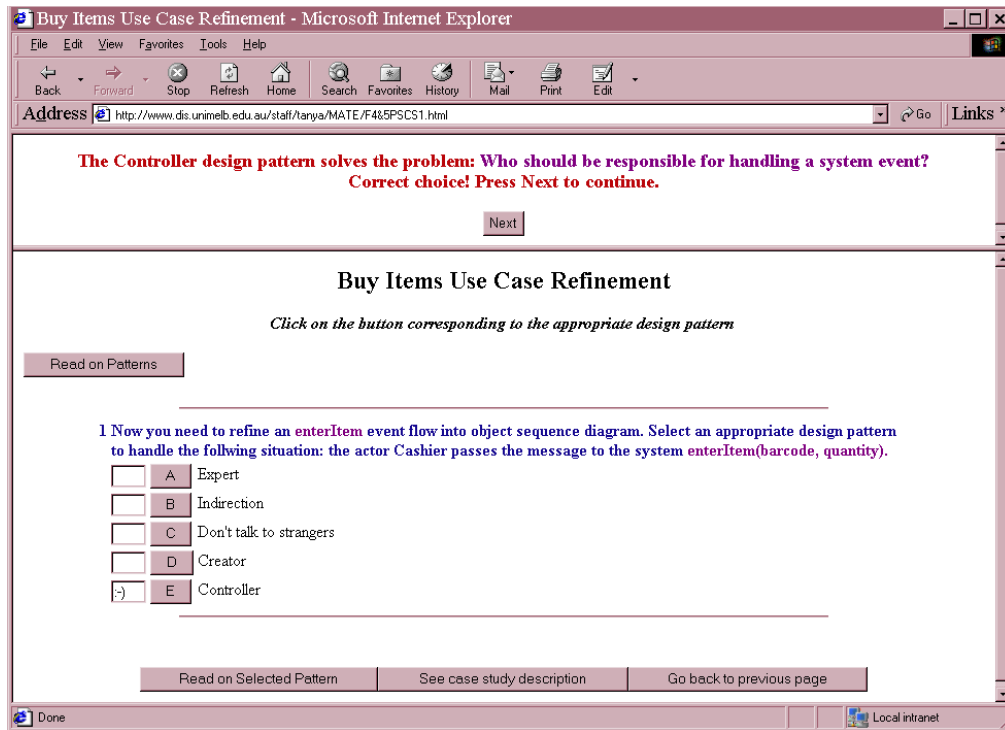 Buy Items Use Case Refinement - Microsoft Internet Explorer
File Edit View Favorites Tools Help
Back Forward Stop Refresh Home Search Favorites History Mail Print Edit
Address http://www.dis.unimelb.edu.au/staff/tanya/MATE/F4&5PSCS1.html Go Links
The Controller design pattern solves the problem: Who should be responsible for handling a system event?
Correct choice! Press Next to continue.
Next
Buy Items Use Case Refinement
Click on the button corresponding to the appropriate design pattern
Read on Patterns
1 Now you need to refine an enterItem event flow into object sequence diagram. Select an appropriate design pattern
to handle the follwing situation: the actor Cashier passes the message to the system enterItem(barcode, quantity).
A Expert
B Indirection
C Don't talk to strangers
D Creator
:-) E Controller
Read on Selected Pattern See case study description Go back to previous page
Done Local intranet